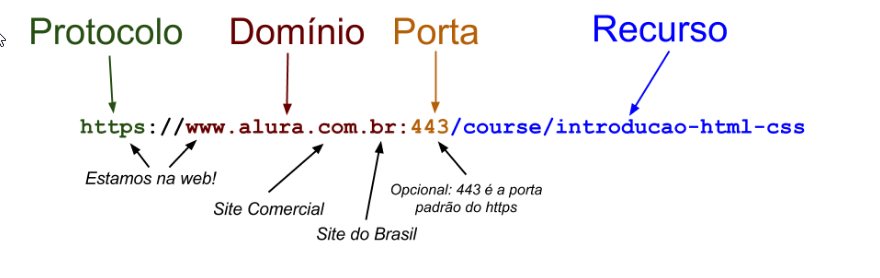 Protocolo Domínio Porta Recurso
https://www.alura.com.br:443/course/introducao-html-css
Estamos na web!
Opcional: 443 é a porta
padrão do https
Site Comercial
Site do Brasil